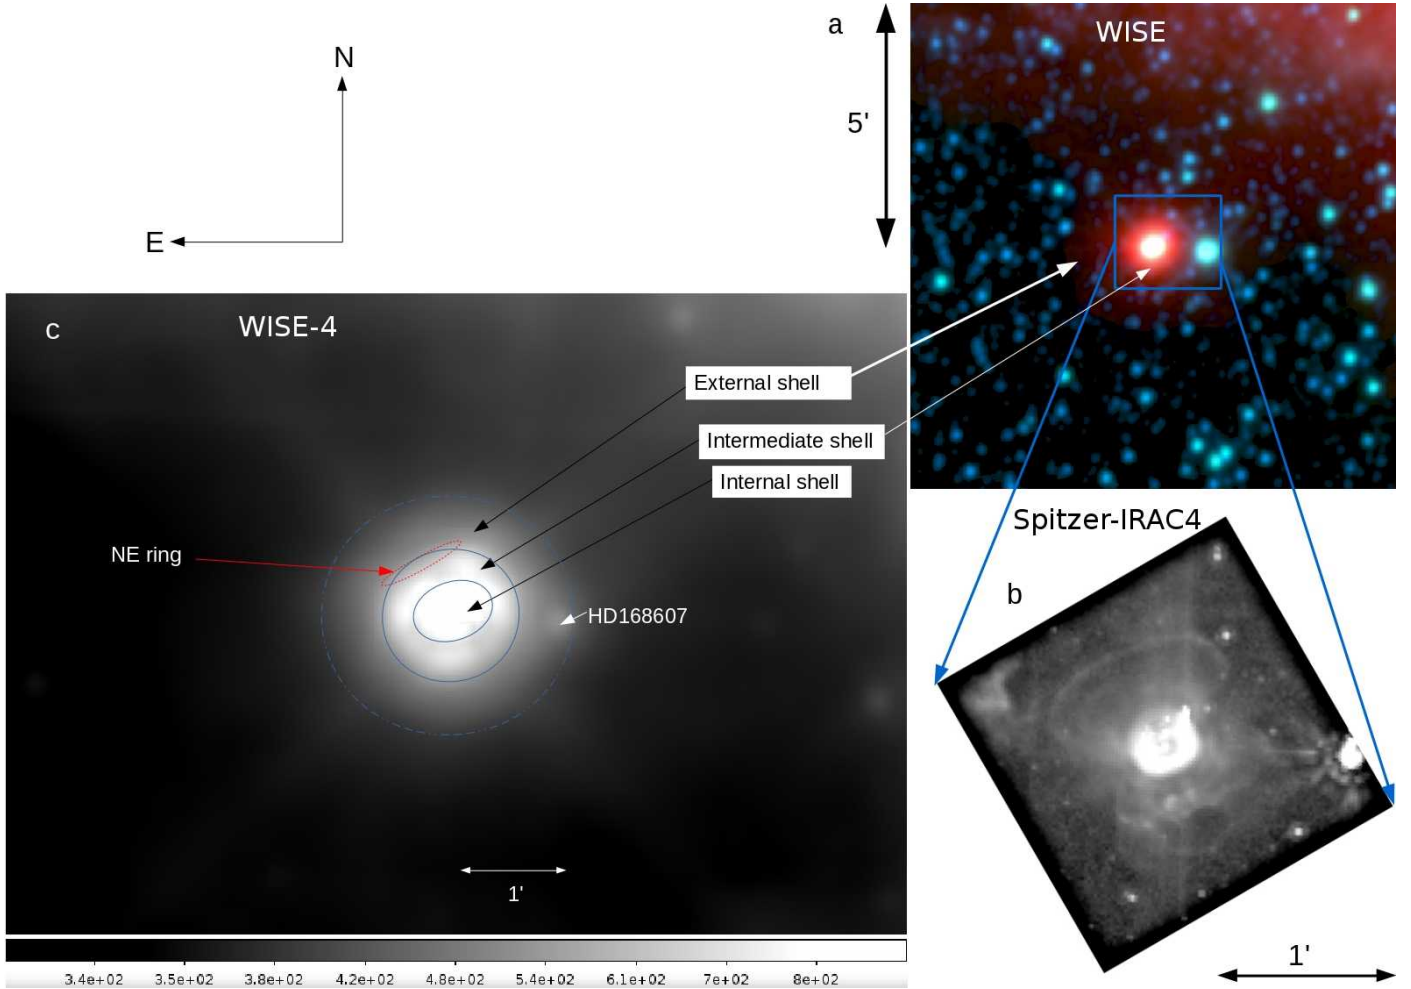 N
E
a
5'
WISE
c
WISE-4
External shell
Intermediate shell
Internal shell
NE ring
HD168607
1'
3.4e+02 3.5e+02 3.8e+02 4.2e+02 4.8e+02 5.4e+02 6.1e+02 7e+02 8e+02
Spitzer-IRAC4
b
1'